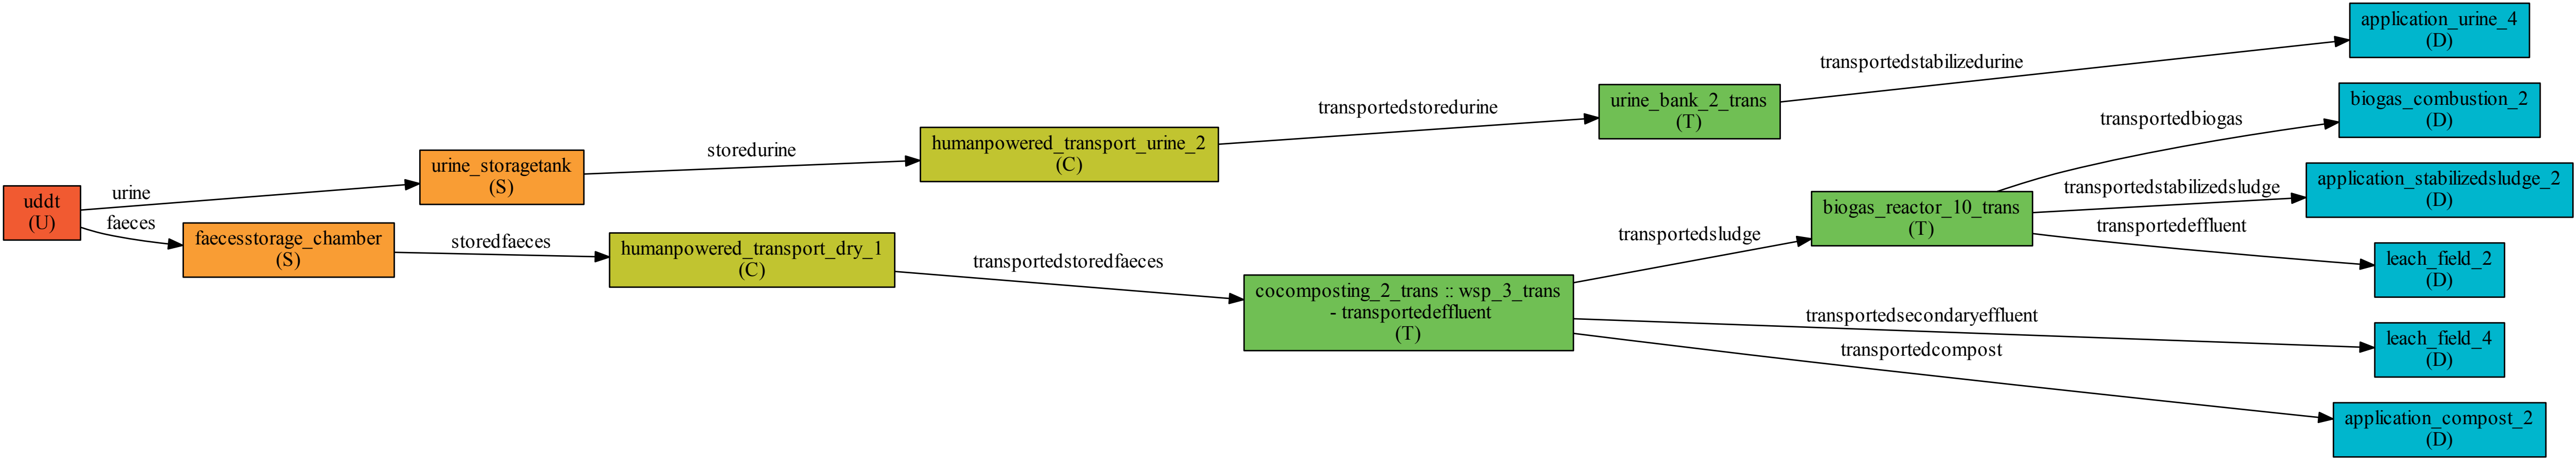 uddt
(U)
urine
faeces
faecesstorage_chamber
(S)
urine_storagetank
(S)
storedfaeces
storedurine
humanpowered_transport_dry_1
(C)
humanpowered_transport_urine_2
(C)
transportedstoredfaeces
transportedstoredurine
cocomposting_2_trans :: wsp_3_trans
- transportedeffluent
(T)
urine_bank_2_trans
(T)
transportedsludge
biogas_reactor_10_trans
(T)
transportedstabilizedurine
transportedbiogas
transportedstabilizedsludge
transportedeffluent
transportedsecondaryeffluent
transportedcompost
application_urine_4
(D)
biogas_combustion_2
(D)
application_stabilizedsludge_2
(D)
leach_field_2
(D)
leach_field_4
(D)
application_compost_2
(D)